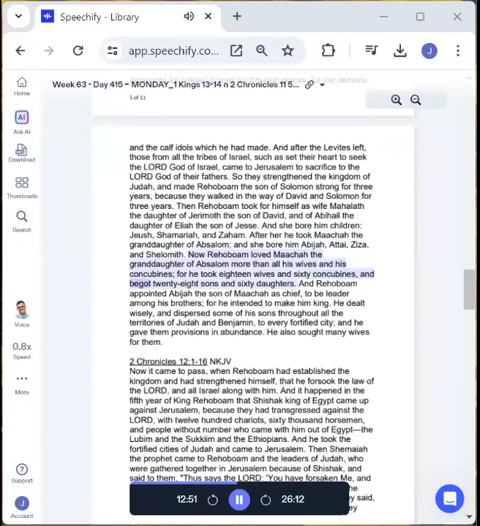 Speechify - Library
app.speechify.co...
J
Week 63 - Day 415 – MONDAY_1 Kings 13-14 n 2 Chronicles 11 5...
5 of 11
Home
AI
Ask AI
Download
Thumbnails
Search
Voice
0.8x
Speed
More
?
Support
J
Account
and the calf idols which he had made. And after the Levites left,
those from all the tribes of Israel, such as set their heart to seek
the LORD God of Israel, came to Jerusalem to sacrifice to the
LORD God of their fathers. So they strengthened the kingdom of
Judah, and made Rehoboam the son of Solomon strong for three
years, because they walked in the way of David and Solomon for
three years. Then Rehoboam took for himself as wife Mahalath
the daughter of Jerimoth the son of David, and of Abihail the
daughter of Eliah the son of Jesse. And she bore him children:
Jeush, Shamariah, and Zaham. After her he took Maachah the
granddaughter of Absalom; and she bore him Abijah, Attai, Ziza,
and Shelomith. Now Rehoboam loved Maachah the
granddaughter of Absalom more than all his wives and his
concubines; for he took eighteen wives and sixty concubines, and
begot twenty-eight sons and sixty daughters. And Rehoboam
appointed Abijah the son of Maachah as chief, to be leader
among his brothers; for he intended to make him king. He dealt
wisely, and dispersed some of his sons throughout all the
territories of Judah and Benjamin, to every fortified city; and he
gave them provisions in abundance. He also sought many wives
for them.
2 Chronicles 12:1-16 NKJV
Now it came to pass, when Rehoboam had established the
kingdom and had strengthened himself, that he forsook the law of
the LORD, and all Israel along with him. And it happened in the
fifth year of King Rehoboam that Shishak king of Egypt came up
against Jerusalem, because they had transgressed against the
LORD, with twelve hundred chariots, sixty thousand horsemen,
and people without number who came with him out of Egypt—the
Lubim and the Sukkiim and the Ethiopians. And he took the
fortified cities of Judah and came to Jerusalem. Then Shemaiah
the prophet came to Rehoboam and the leaders of Judah, who
were gathered together in Jerusalem because of Shishak, and
said to them, "Thus says the LORD: 'You have forsaken Me, and
12:51
26:12